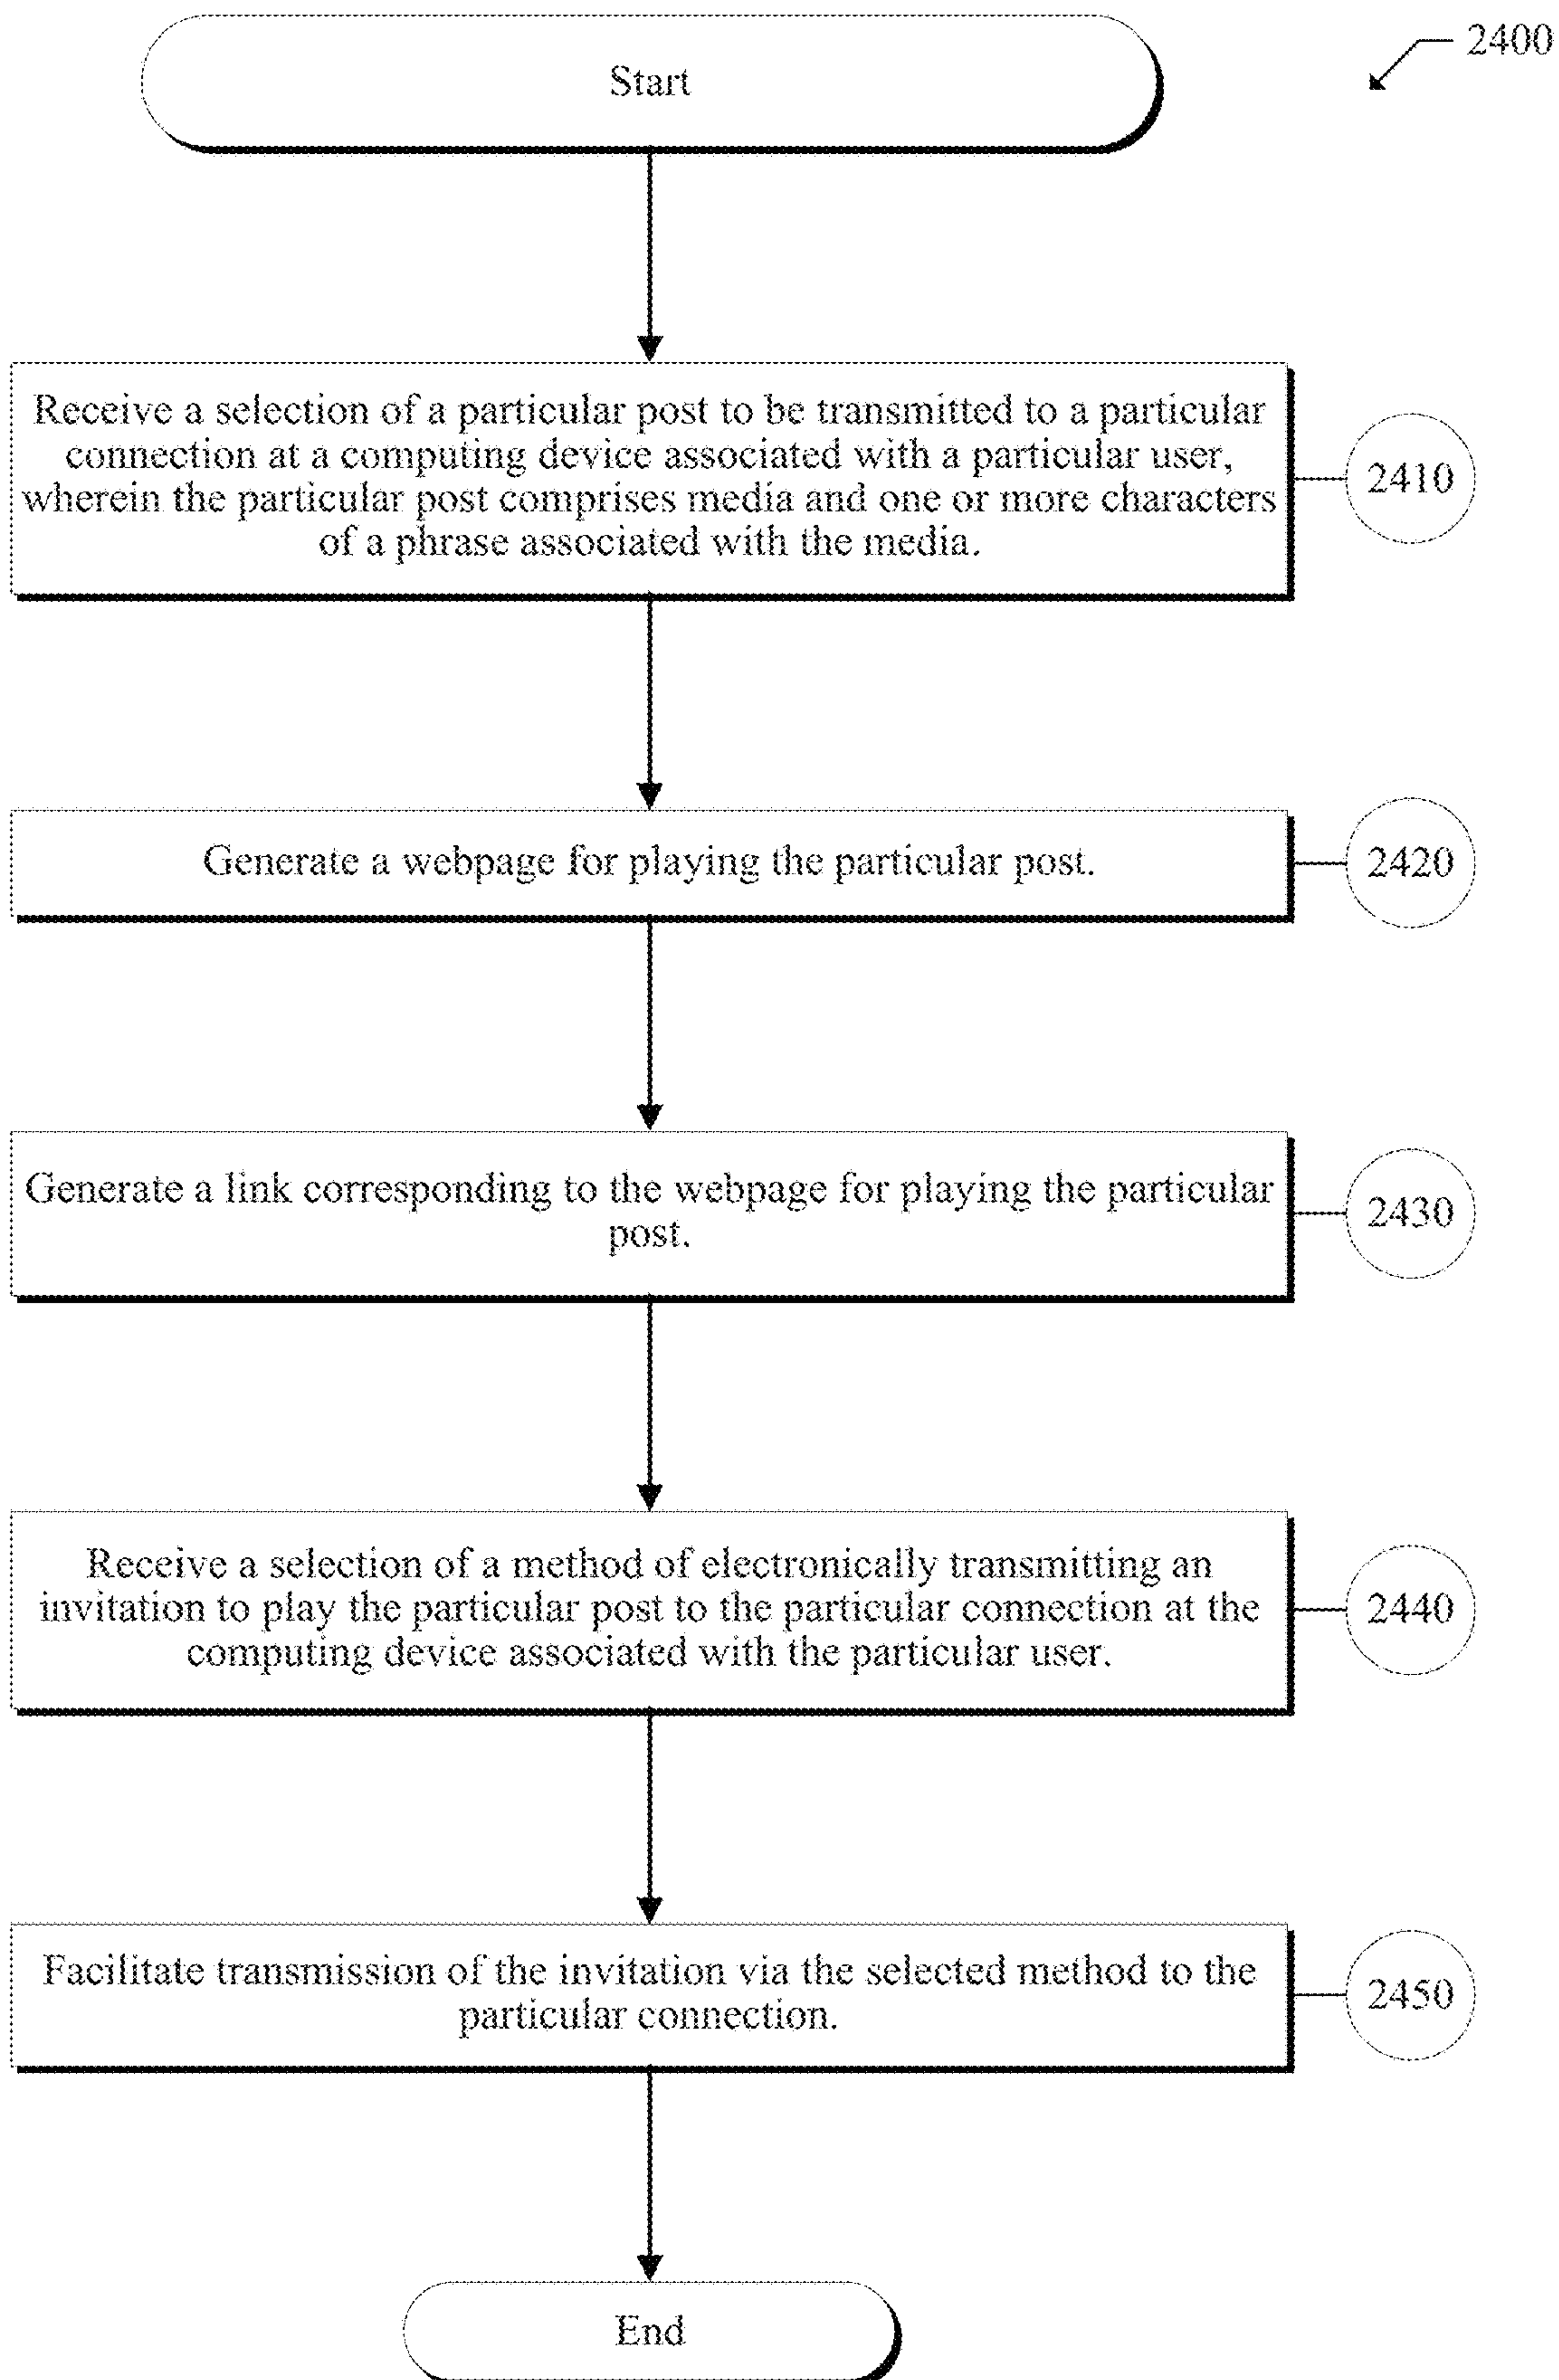 Start
2400
Receive a selection of a particular post to be transmitted to a particular
connection at a computing device associated with a particular user,
wherein the particular post comprises media and one or more characters
of a phrase associated with the media.
2410
Generate a webpage for playing the particular post.
2420
Generate a link corresponding to the webpage for playing the particular
post.
2430
Receive a selection of a method of electronically transmitting an
invitation to play the particular post to the particular connection at the
computing device associated with the particular user.
2440
Facilitate transmission of the invitation via the selected method to the
particular connection.
2450
End